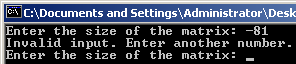 C:\Documents and Settings\Administrator\Desk
Enter the size of the matrix: -81
Invalid input. Enter another number.
Enter the size of the matrix: _